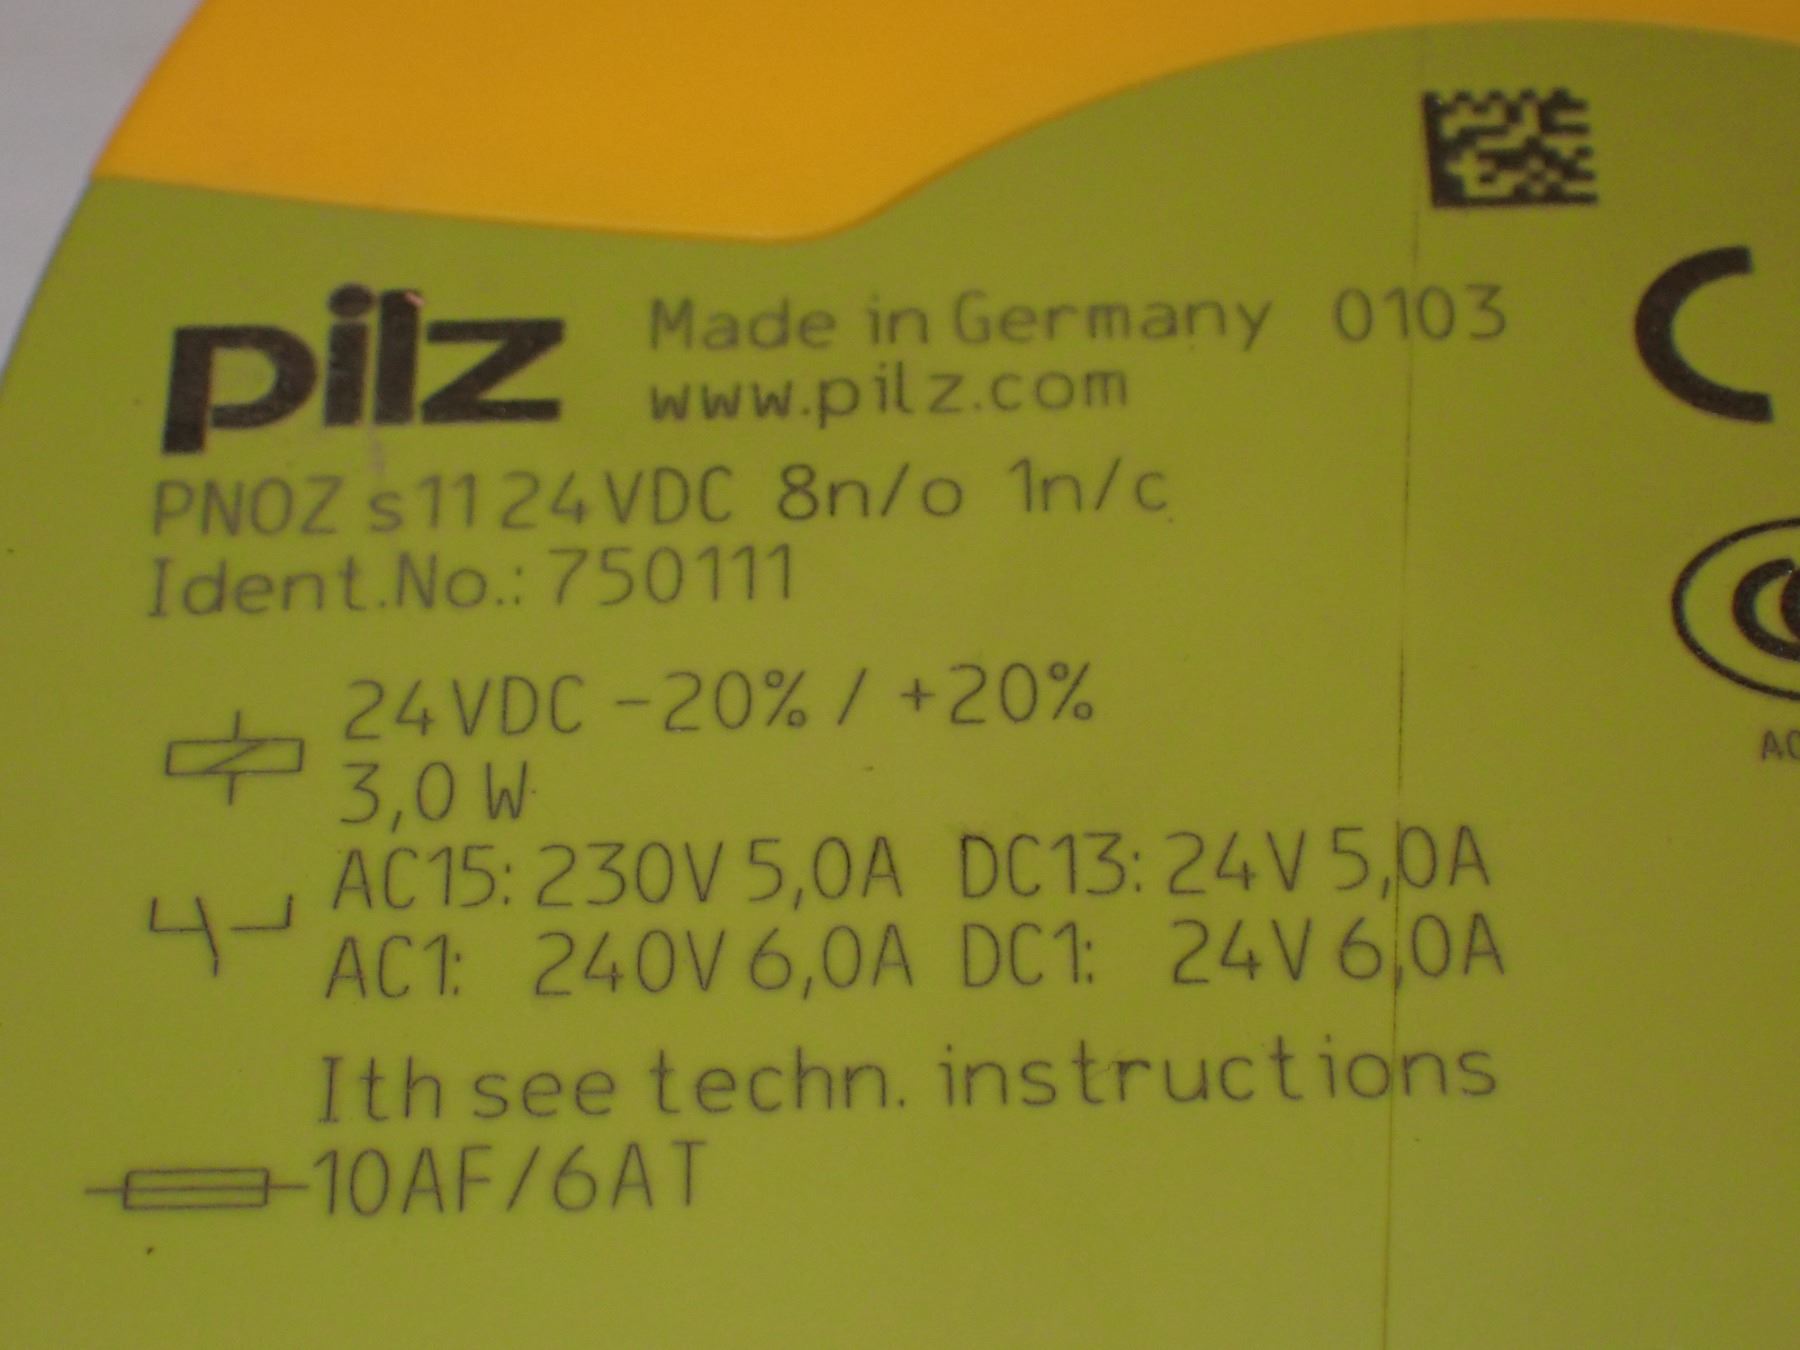 pilz Made in Germany 0103
www.pilz.com
PNOZ s11 24VDC 8n/o 1n/c
Ident.No.: 750111
24VDC -20% / +20%
3,0 W
AC15: 230V 5,0A DC13: 24V 5,0A
AC1: 240V 6,0A DC1: 24V 6,0A
Ith see techn. instructions
10AF/6AT